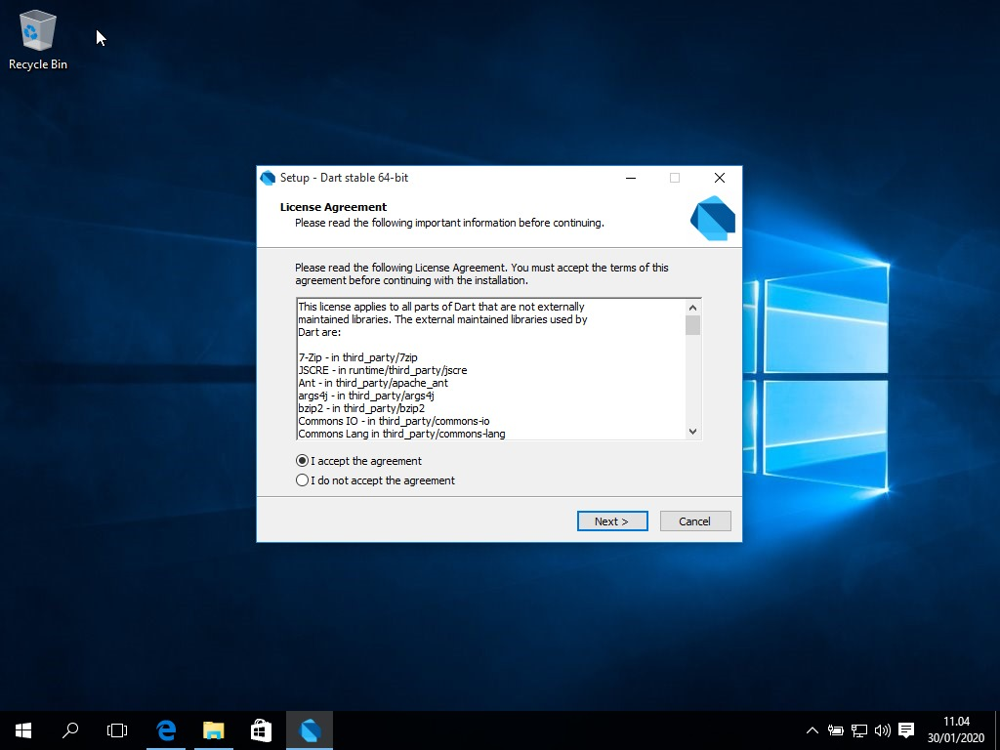 Recycle Bin
Setup - Dart stable 64-bit
License Agreement
Please read the following important information before continuing.
Please read the following License Agreement. You must accept the terms of this
agreement before continuing with the installation.
This license applies to all parts of Dart that are not externally
maintained libraries. The external maintained libraries used by
Dart are:
7-Zip - in third_party/7zip
JSCRE - in runtime/third_party/jscre
Ant - in third_party/apache_ant
args4j - in third_party/args4j
bzip2 - in third_party/bzip2
Commons IO - in third_party/commons-io
Commons Lang in third_party/commons-lang
I accept the agreement
I do not accept the agreement
Next >
Cancel
11.04
30/01/2020